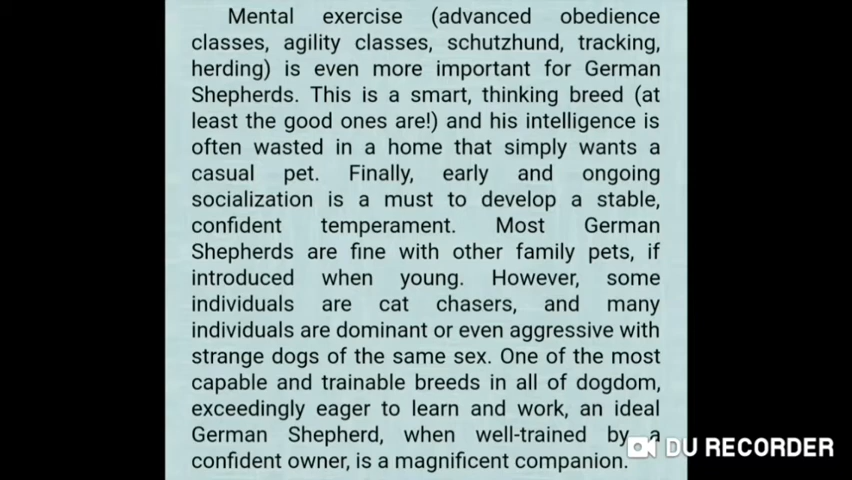 Mental exercise (advanced obedience
classes, agility classes, schutzhund, tracking,
herding) is even more important for German
Shepherds. This is a smart, thinking breed (at
least the good ones are!) and his intelligence is
often wasted in a home that simply wants a
casual pet. Finally, early and ongoing
socialization is a must to develop a stable,
confident temperament. Most German
Shepherds are fine with other family pets, if
introduced when young. However, some
individuals are cat chasers, and many
individuals are dominant or even aggressive with
strange dogs of the same sex. One of the most
capable and trainable breeds in all of dogdom,
exceedingly eager to learn and work, an ideal
German Shepherd, when well-trained by a
confident owner, is a magnificent companion.
DU RECORDER